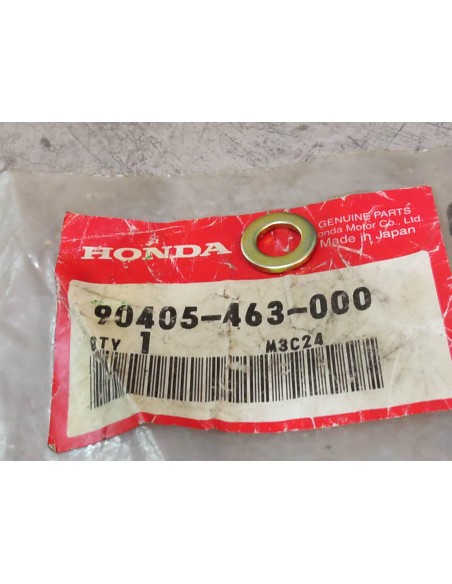 HONDA
GENUINE PARTS
onda Motor Co., Ltd.
Made in Japan
90405-463-000
QTY 1 M3C24